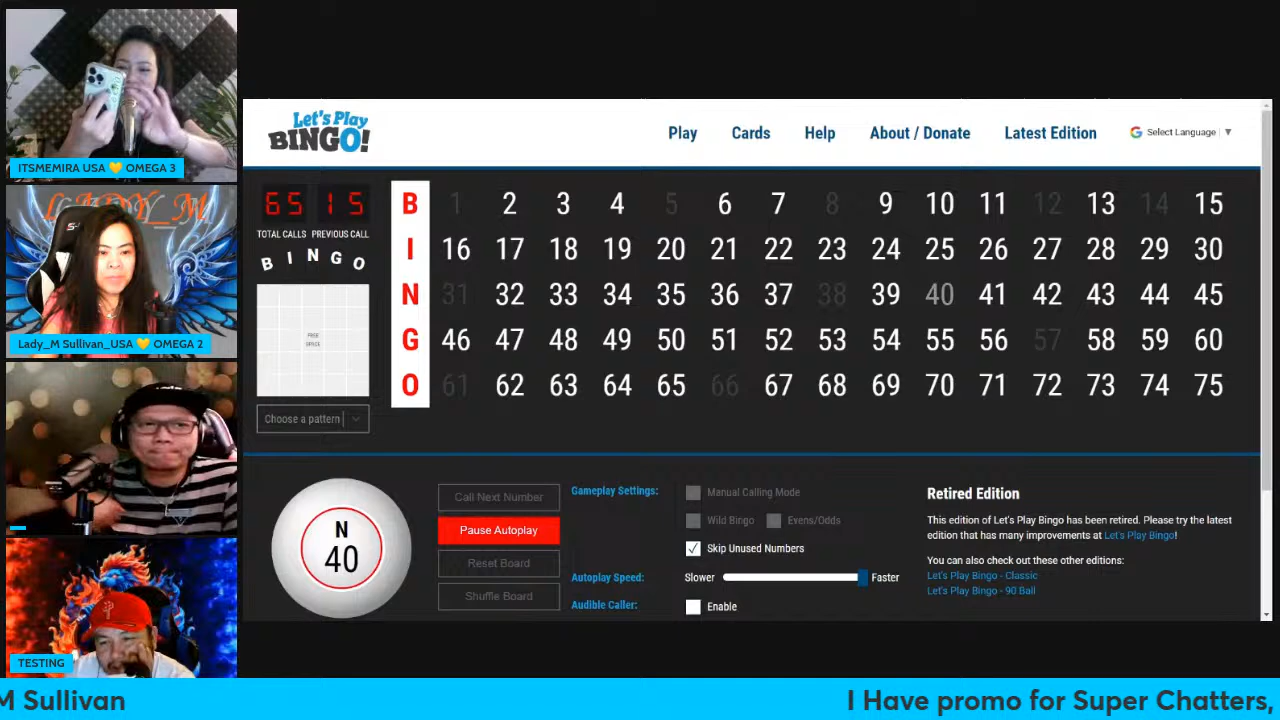 ITSMEMIRA USA 💛 OMEGA 3
LADY_M
Lady_M Sullivan_USA 💛 OMEGA 2
TESTING
Let's Play
BINGO!
Play Cards Help About / Donate Latest Edition
G Select Language ▼
65 15
TOTAL CALLS PREVIOUS CALL
B I N G O
FREE
SPACE
Choose a pattern
B 1 2 3 4 5 6 7 8 9 10 11 12 13 14 15
I 16 17 18 19 20 21 22 23 24 25 26 27 28 29 30
N 31 32 33 34 35 36 37 38 39 40 41 42 43 44 45
G 46 47 48 49 50 51 52 53 54 55 56 57 58 59 60
O 61 62 63 64 65 66 67 68 69 70 71 72 73 74 75
N
40
Call Next Number
Pause Autoplay
Reset Board
Shuffle Board
Gameplay Settings:
Manual Calling Mode
Wild Bingo Evens/Odds
Skip Unused Numbers
Autoplay Speed: Slower Faster
Audible Caller: Enable
Retired Edition
This edition of Let's Play Bingo has been retired. Please try the latest
edition that has many improvements at Let's Play Bingo!
You can also check out these other editions:
Let's Play Bingo - Classic
Let's Play Bingo - 90 Ball
M Sullivan I Have promo for Super Chatters,